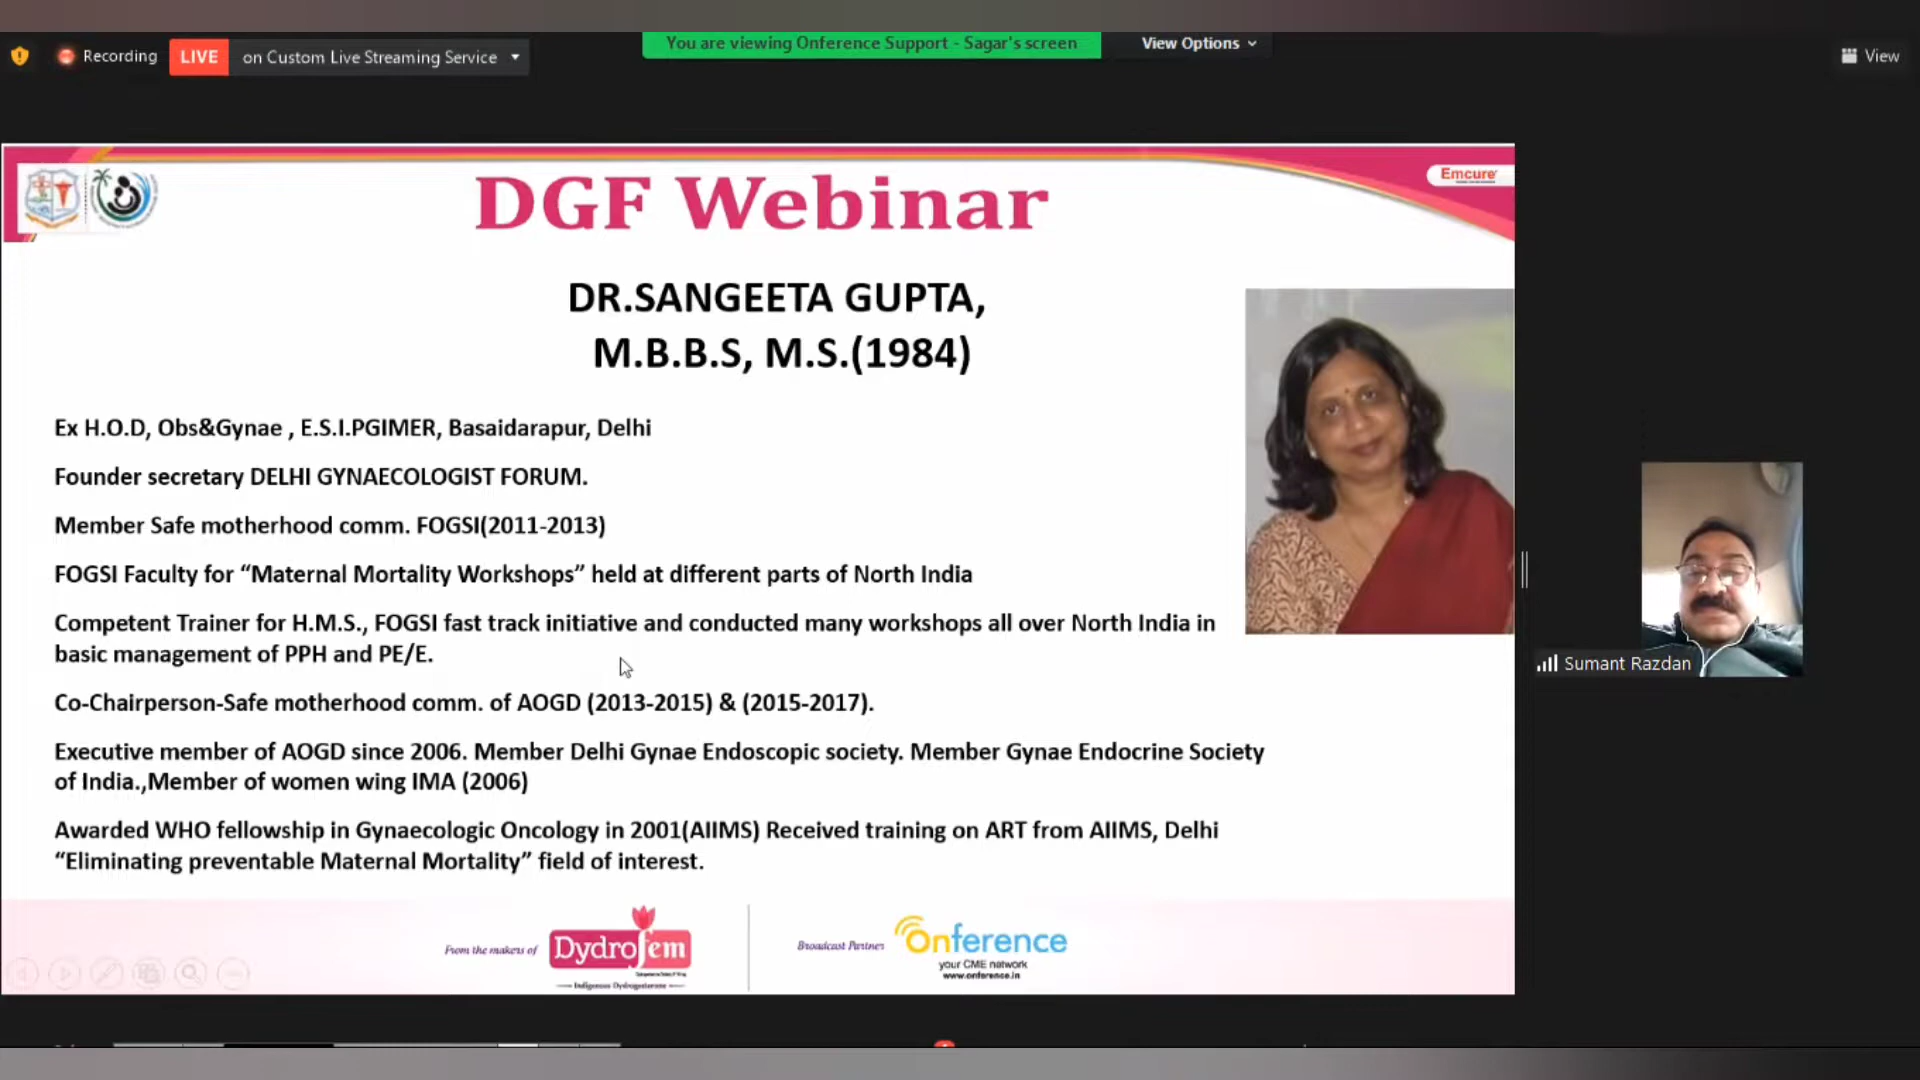 Recording
LIVE on Custom Live Streaming Service
You are viewing Onference Support - Sagar's screen
View Options
View
Emcure
DGF Webinar
DR.SANGEETA GUPTA,
M.B.B.S, M.S.(1984)
Ex H.O.D, Obs&Gynae , E.S.I.PGIMER, Basaidarapur, Delhi
Founder secretary DELHI GYNAECOLOGIST FORUM.
Member Safe motherhood comm. FOGSI(2011-2013)
FOGSI Faculty for “Maternal Mortality Workshops” held at different parts of North India
Competent Trainer for H.M.S., FOGSI fast track initiative and conducted many workshops all over North India in
basic management of PPH and PE/E.
Co-Chairperson-Safe motherhood comm. of AOGD (2013-2015) & (2015-2017).
Executive member of AOGD since 2006. Member Delhi Gynae Endoscopic society. Member Gynae Endocrine Society
of India.,Member of women wing IMA (2006)
Awarded WHO fellowship in Gynaecologic Oncology in 2001(AIIMS) Received training on ART from AIIMS, Delhi
“Eliminating preventable Maternal Mortality” field of interest.
Sumant Razdan
From the makers of
Dydrofem
Indigenous Dydrogesterone
Broadcast Partner
Onference
your CME network
www.onference.in